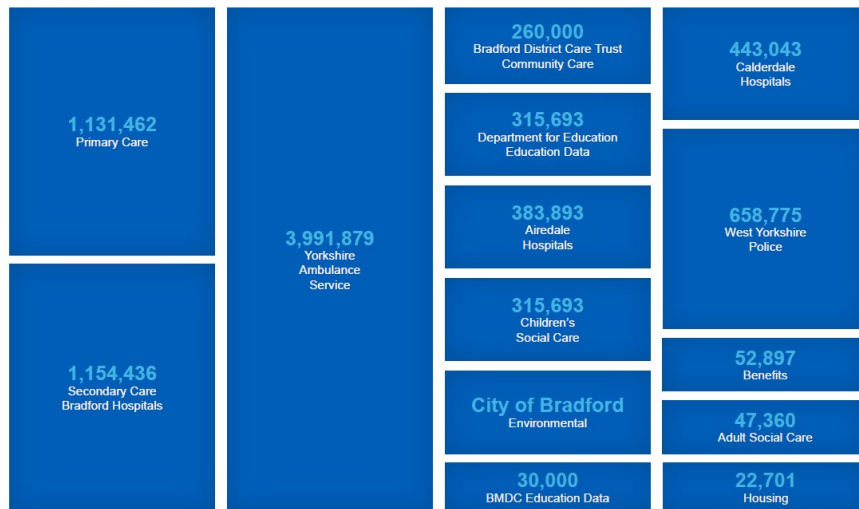 1,131,462
Primary Care
1,154,436
Secondary Care
Bradford Hospitals
3,991,879
Yorkshire
Ambulance
Service
260,000
Bradford District Care Trust
Community Care
315,693
Department for Education
Education Data
383,893
Airedale
Hospitals
315,693
Children's
Social Care
City of Bradford
Environmental
30,000
BMDC Education Data
443,043
Calderdale
Hospitals
658,775
West Yorkshire
Police
52,897
Benefits
47,360
Adult Social Care
22,701
Housing